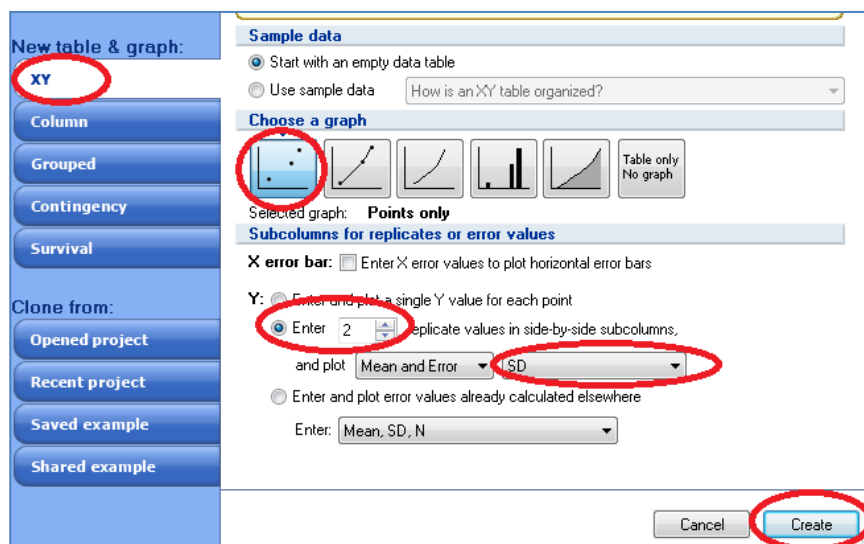 New table & graph:
XY
Column
Grouped
Contingency
Survival
Clone from:
Opened project
Recent project
Saved example
Shared example
Sample data
Start with an empty data table
Use sample data How is an XY table organized?
Choose a graph
Table only
No graph
Selected graph: Points only
Subcolumns for replicates or error values
X error bar: Enter X error values to plot horizontal error bars
Y: Enter and plot a single Y value for each point
Enter 2 replicate values in side-by-side subcolumns,
and plot Mean and Error SD
Enter and plot error values already calculated elsewhere
Enter: Mean, SD, N
Cancel Create